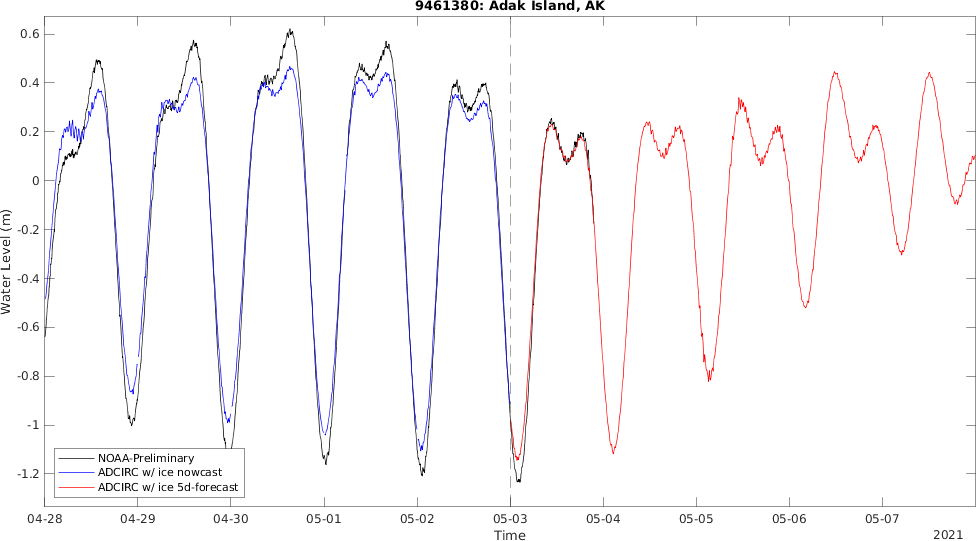 9461380: Adak Island, AK
Water Level (m)
0.6
0.4
0.2
0
-0.2
-0.4
-0.6
-0.8
-1
-1.2
NOAA-Preliminary
ADCIRC w/ ice nowcast
ADCIRC w/ ice 5d-forecast
04-28 04-29 04-30 05-01 05-02 05-03 05-04 05-05 05-06 05-07
Time
2021